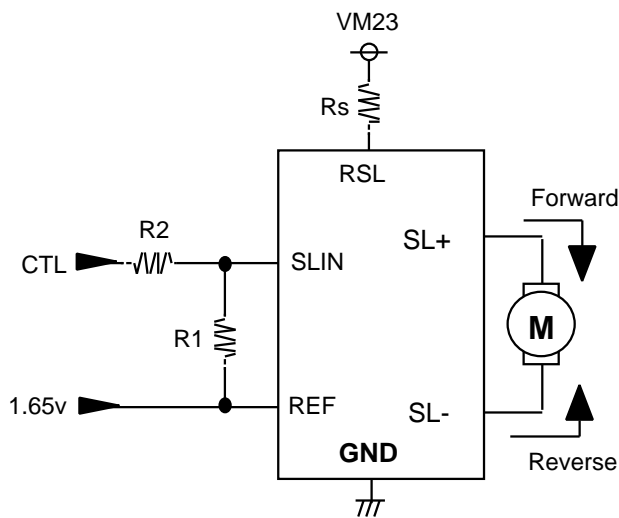 VM23
Rs
RSL
Forward
R2
SL+
CTL
SLIN
M
R1
1.65v
REF
SL-
GND
Reverse